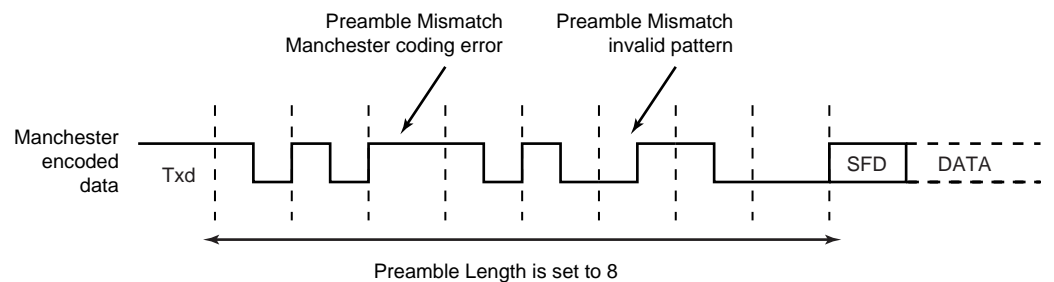 Preamble Mismatch
Manchester coding error
Preamble Mismatch
invalid pattern
Manchester
encoded
data
Txd
SFD
DATA
Preamble Length is set to 8